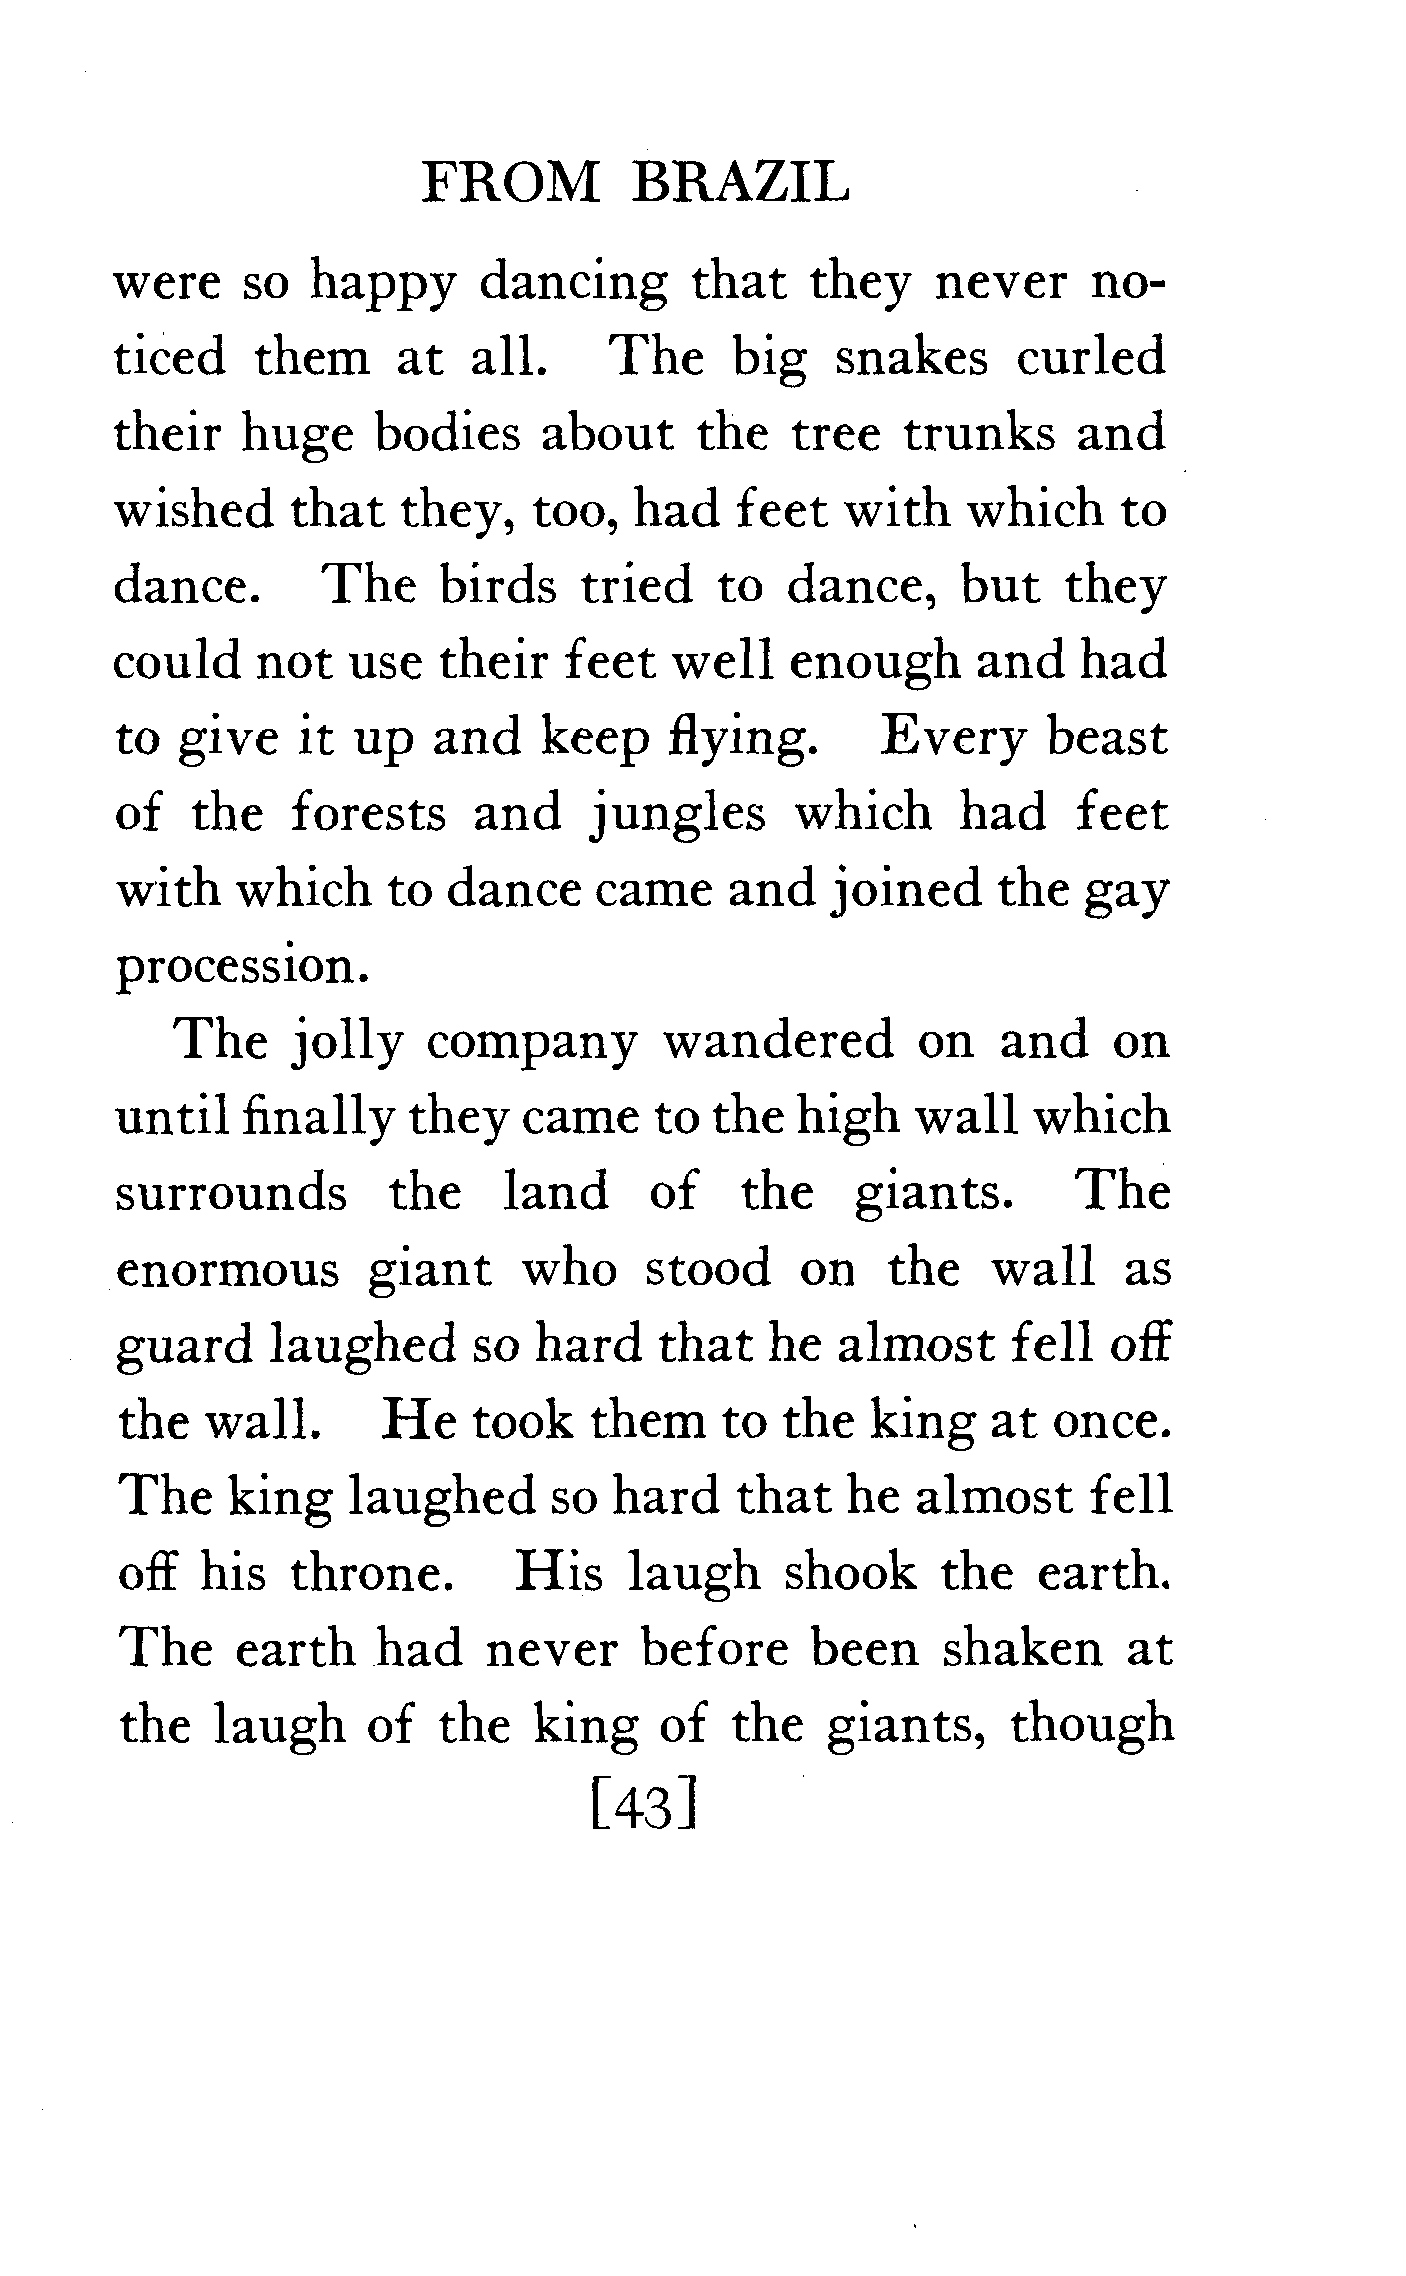 FROM BRAZIL
were so happy dancing that they never no-
ticed them at all. The big snakes curled
their huge bodies about the tree trunks and
wished that they, too, had feet with which to
dance. The birds tried to dance, but they
could not use their feet well enough and had
to give it up and keep flying. Every beast
of the forests and jungles which had feet
with which to dance came and joined the gay
procession.
The jolly company wandered on and on
until finally they came to the high wall which
surrounds the land of the giants. The
enormous giant who stood on the wall as
guard laughed so hard that he almost fell off
the wall. He took them to the king at once.
The king laughed so hard that he almost fell
off his throne. His laugh shook the earth.
The earth had never before been shaken at
the laugh of the king of the giants, though
[43]